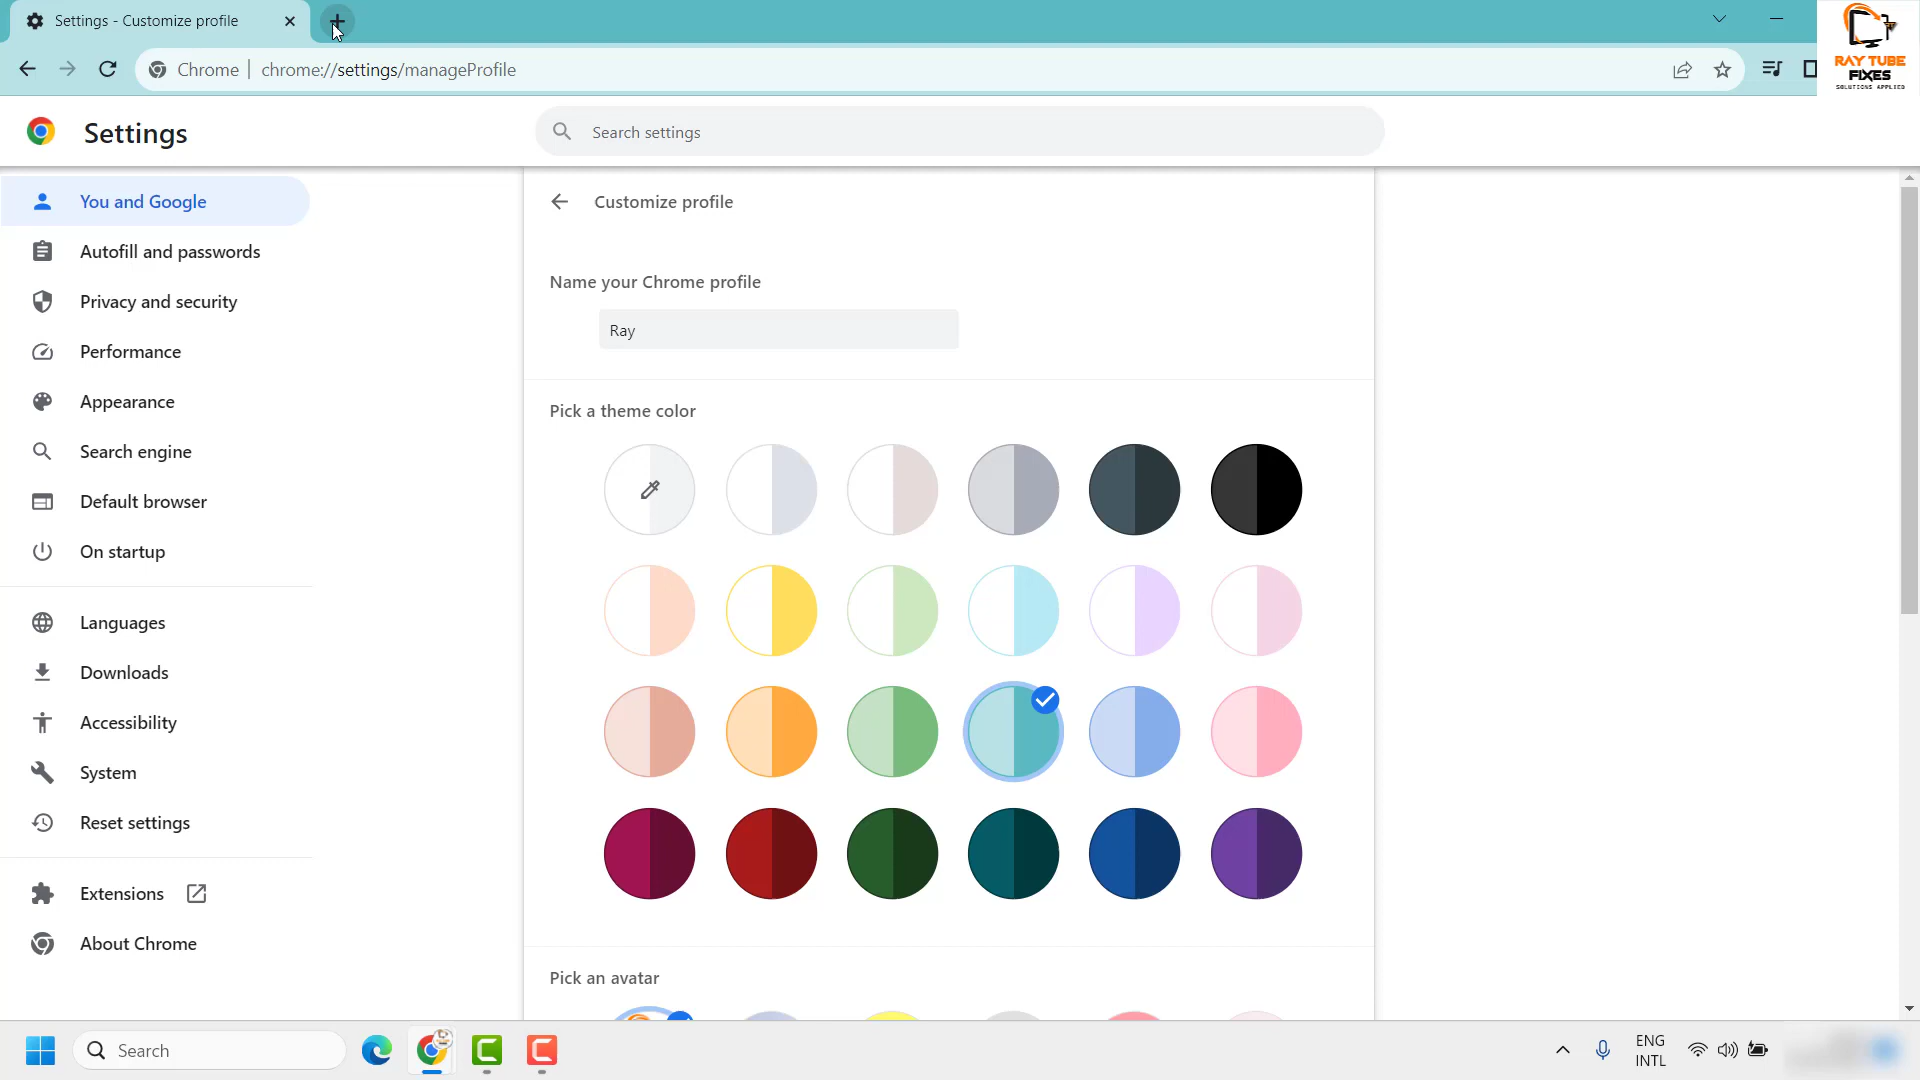 Settings - Customize profile
Chrome
chrome://settings/manageProfile
RAY TUBE
FIXES
SOLUTIONS APPLIED
Settings
Search settings
You and Google
Autofill and passwords
Privacy and security
Performance
Appearance
Search engine
Default browser
On startup
Languages
Downloads
Accessibility
System
Reset settings
Extensions
About Chrome
Customize profile
Name your Chrome profile
Ray
Pick a theme color
Pick an avatar
Search
ENG
INTL